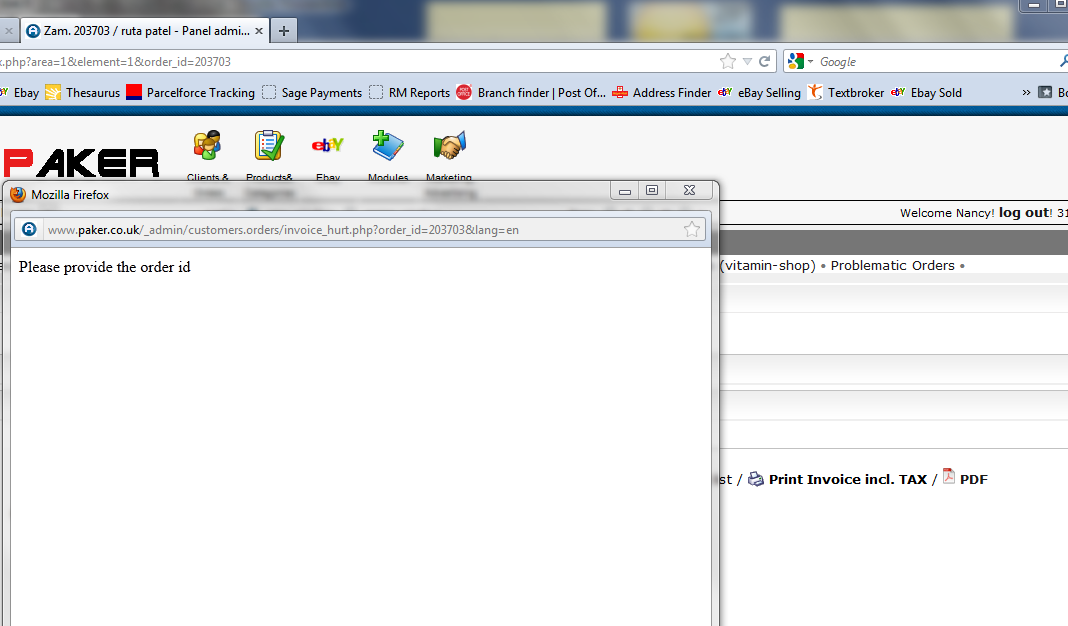 Zam. 203703 / ruta patel - Panel admi...
x.php?area=1&element=1&order_id=203703
Google
Ebay Thesaurus Parcelforce Tracking Sage Payments RM Reports Branch finder | Post Of... Address Finder eBay Selling Textbroker Ebay Sold »
PAKER
Clients & Products& Ebay Modules Marketing
Mozilla Firefox
Welcome Nancy! log out! 31
www.paker.co.uk/_admin/customers.orders/invoice_hurt.php?order_id=203703&lang=en
Please provide the order id
(vitamin-shop) • Problematic Orders •
st / Print Invoice incl. TAX / PDF